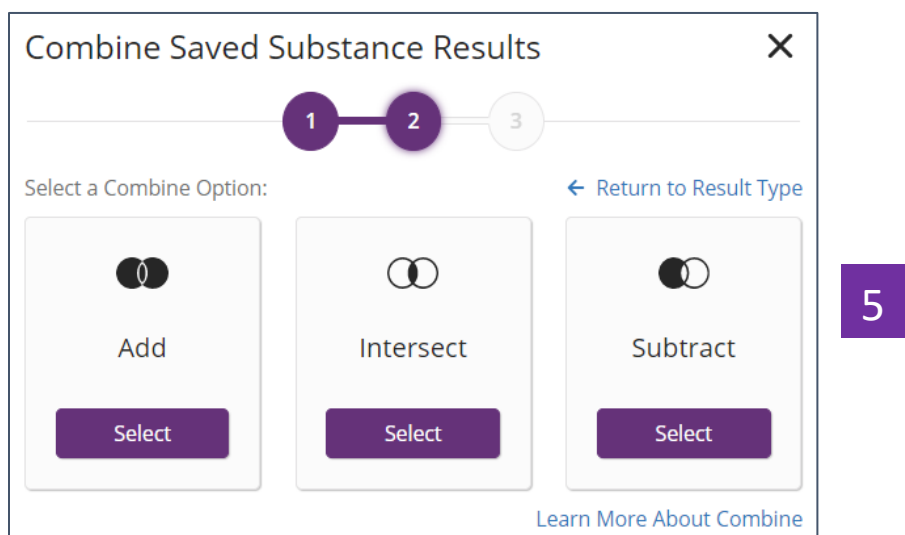 Combine Saved Substance Results
1 2 3
Select a Combine Option:
← Return to Result Type
Add
Intersect
Subtract
Select
Select
Select
5
Learn More About Combine